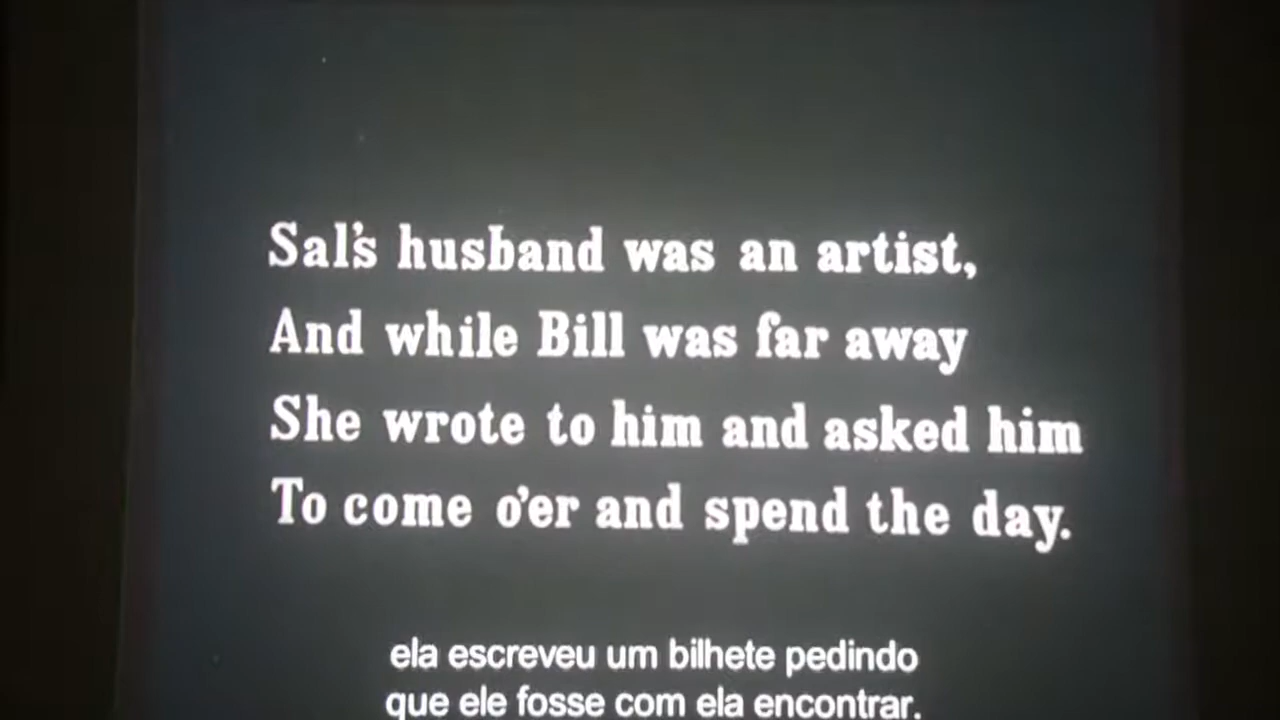 Sal's husband was an artist,
And while Bill was far away
She wrote to him and asked him
To come o'er and spend the day.
ela escreveu um bilhete pedindo
que ele fosse com ela encontrar.